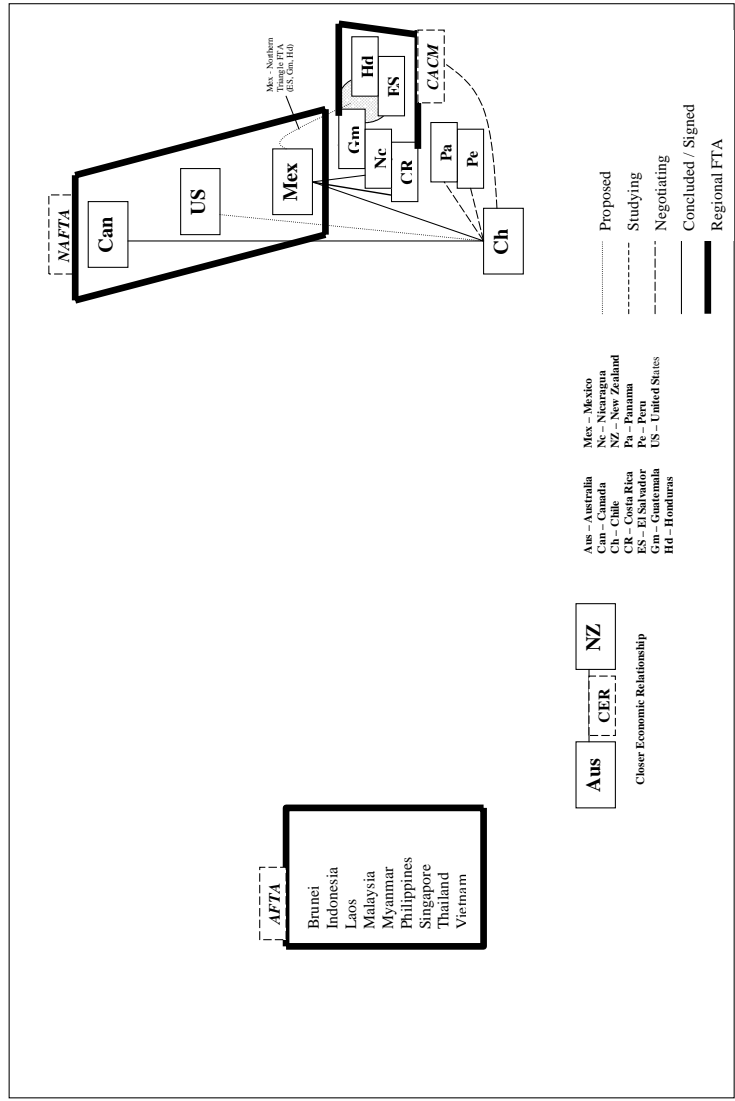 NAFTA
Can
US
Mex
Mex - Northern
Triangle FTA
(ES, Gm, Hd)
Gm
Hd
Nc
ES
CR
CACM
Pa
Pe
Ch
AFTA
Brunei
Indonesia
Laos
Malaysia
Myanmar
Philippines
Singapore
Thailand
Vietnam
Aus
CER
NZ
Closer Economic Relationship
Aus – Australia
Can – Canada
Ch – Chile
CR – Costa Rica
ES – El Salvador
Gm – Guatemala
Hd – Honduras
Mex – Mexico
Nc – Nicaragua
NZ – New Zealand
Pa – Panama
Pe – Peru
US – United States
Proposed
Studying
Negotiating
Concluded / Signed
Regional FTA